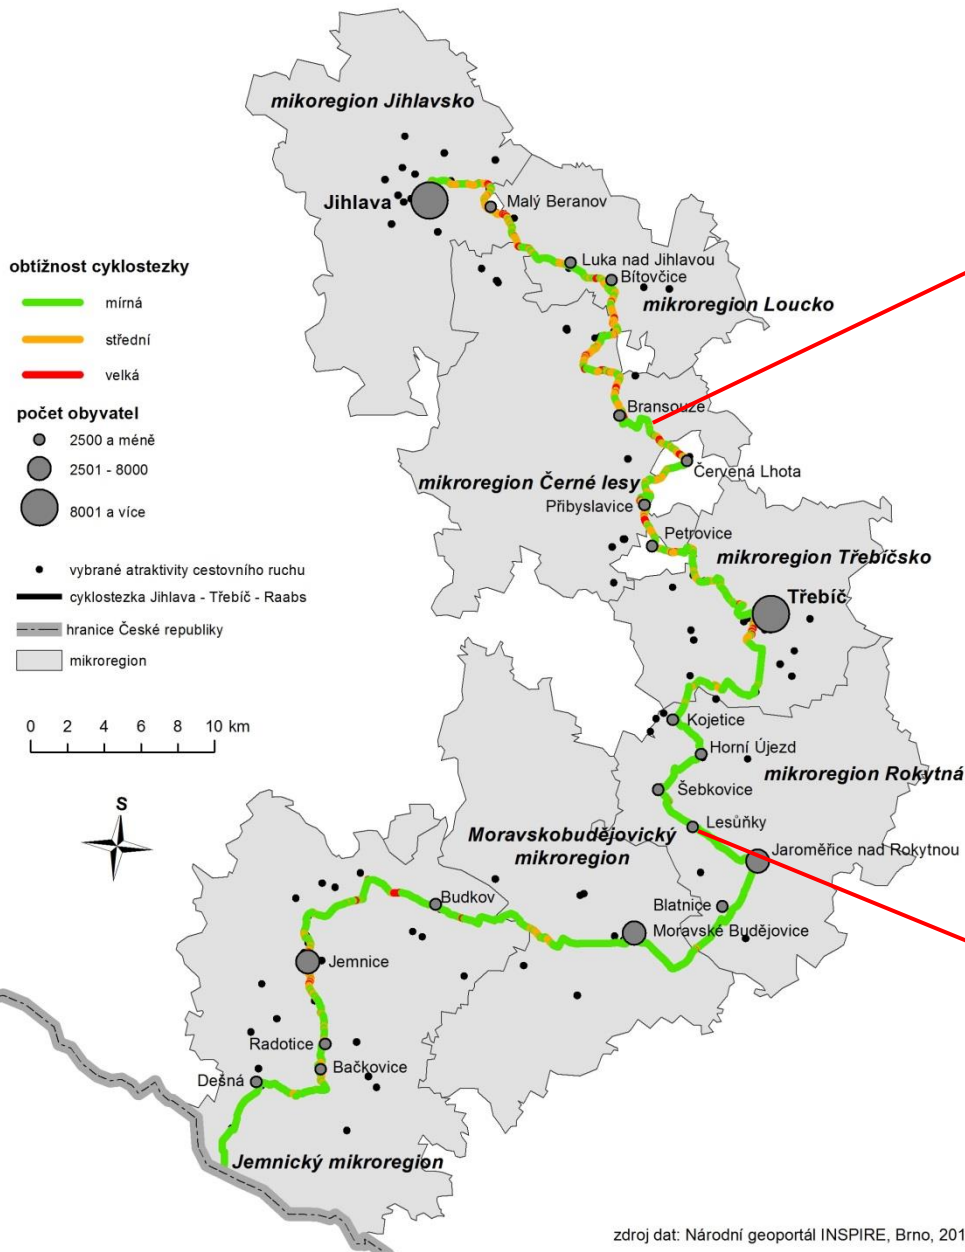 mikoregion Jihlavsko
Jihlava
Malý Beranov
Luka nad Jihlavou
Bítovčice
mikroregion Loucko
obtížnost cyklostezky
mírná
střední
velká
počet obyvatel
2500 a méně
2501 - 8000
8001 a více
vybrané atraktivity cestovního ruchu
cyklostezka Jihlava - Třebíč - Raabs
hranice České republiky
mikroregion
0 2 4 6 8 10 km
S
Bransouze
Červená Lhota
mikroregion Černé lesy
Přibyslavice
Petrovice
mikroregion Třebíčsko
Třebíč
Kojetice
Horní Újezd
mikroregion Rokytná
Šebkovice
Lesůňky
Moravskobudějovický
mikroregion
Jaroměřice nad Rokytnou
Blatnice
Budkov
Moravské Budějovice
Jemnice
Radotice
Bačkovice
Dešná
Jemnický mikroregion
zdroj dat: Národní geoportál INSPIRE, Brno, 201